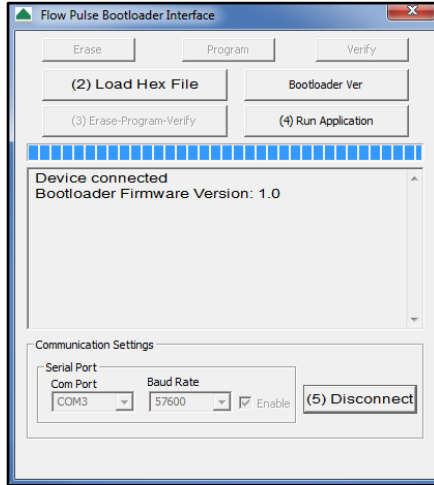 Flow Pulse Bootloader Interface
Erase Program Verify
(2) Load Hex File Bootloader Ver
(3) Erase-Program-Verify (4) Run Application
Device connected
Bootloader Firmware Version: 1.0
Communication Settings
Serial Port
Com Port Baud Rate
COM3 57600 Enable (5) Disconnect